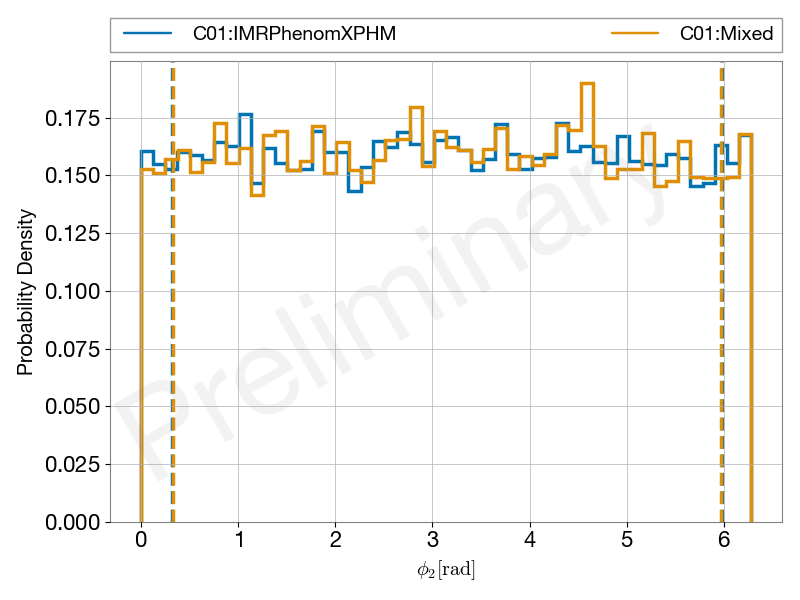 C01:IMRPhenomXPHM C01:Mixed
0.175
0.150
0.125
0.100
0.075
0.050
0.025
0.000
Probability Density
Preliminary
0 1 2 3 4 5 6
ϕ₂[rad]